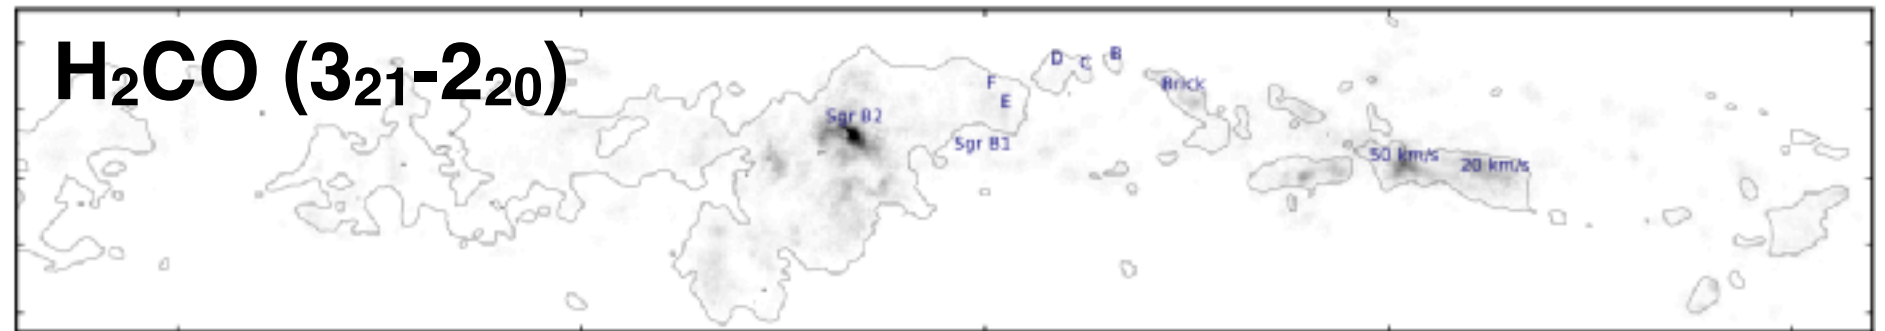 H₂CO (3₂₁-2₂₀)
D C B
F
E
Brick
Sgr B2
Sgr B1
50 km/s
20 km/s